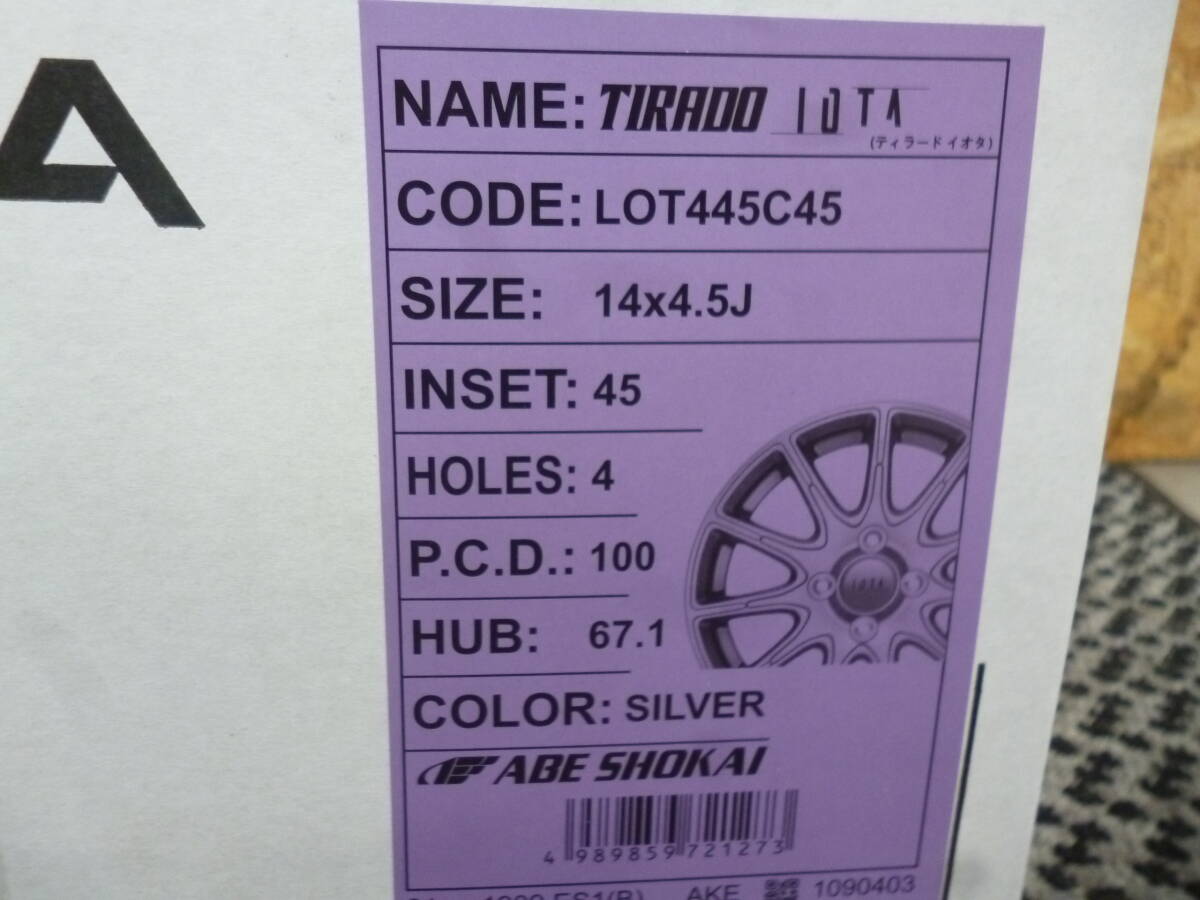 A
NAME: TIRADO IOTA
(ティラード イオタ)
CODE: LOT445C45
SIZE: 14x4.5J
INSET: 45
HOLES: 4
P.C.D.: 100
HUB: 67.1
IOTA
COLOR: SILVER
ABE SHOKAI
4 989859 721273
AKE 1090403